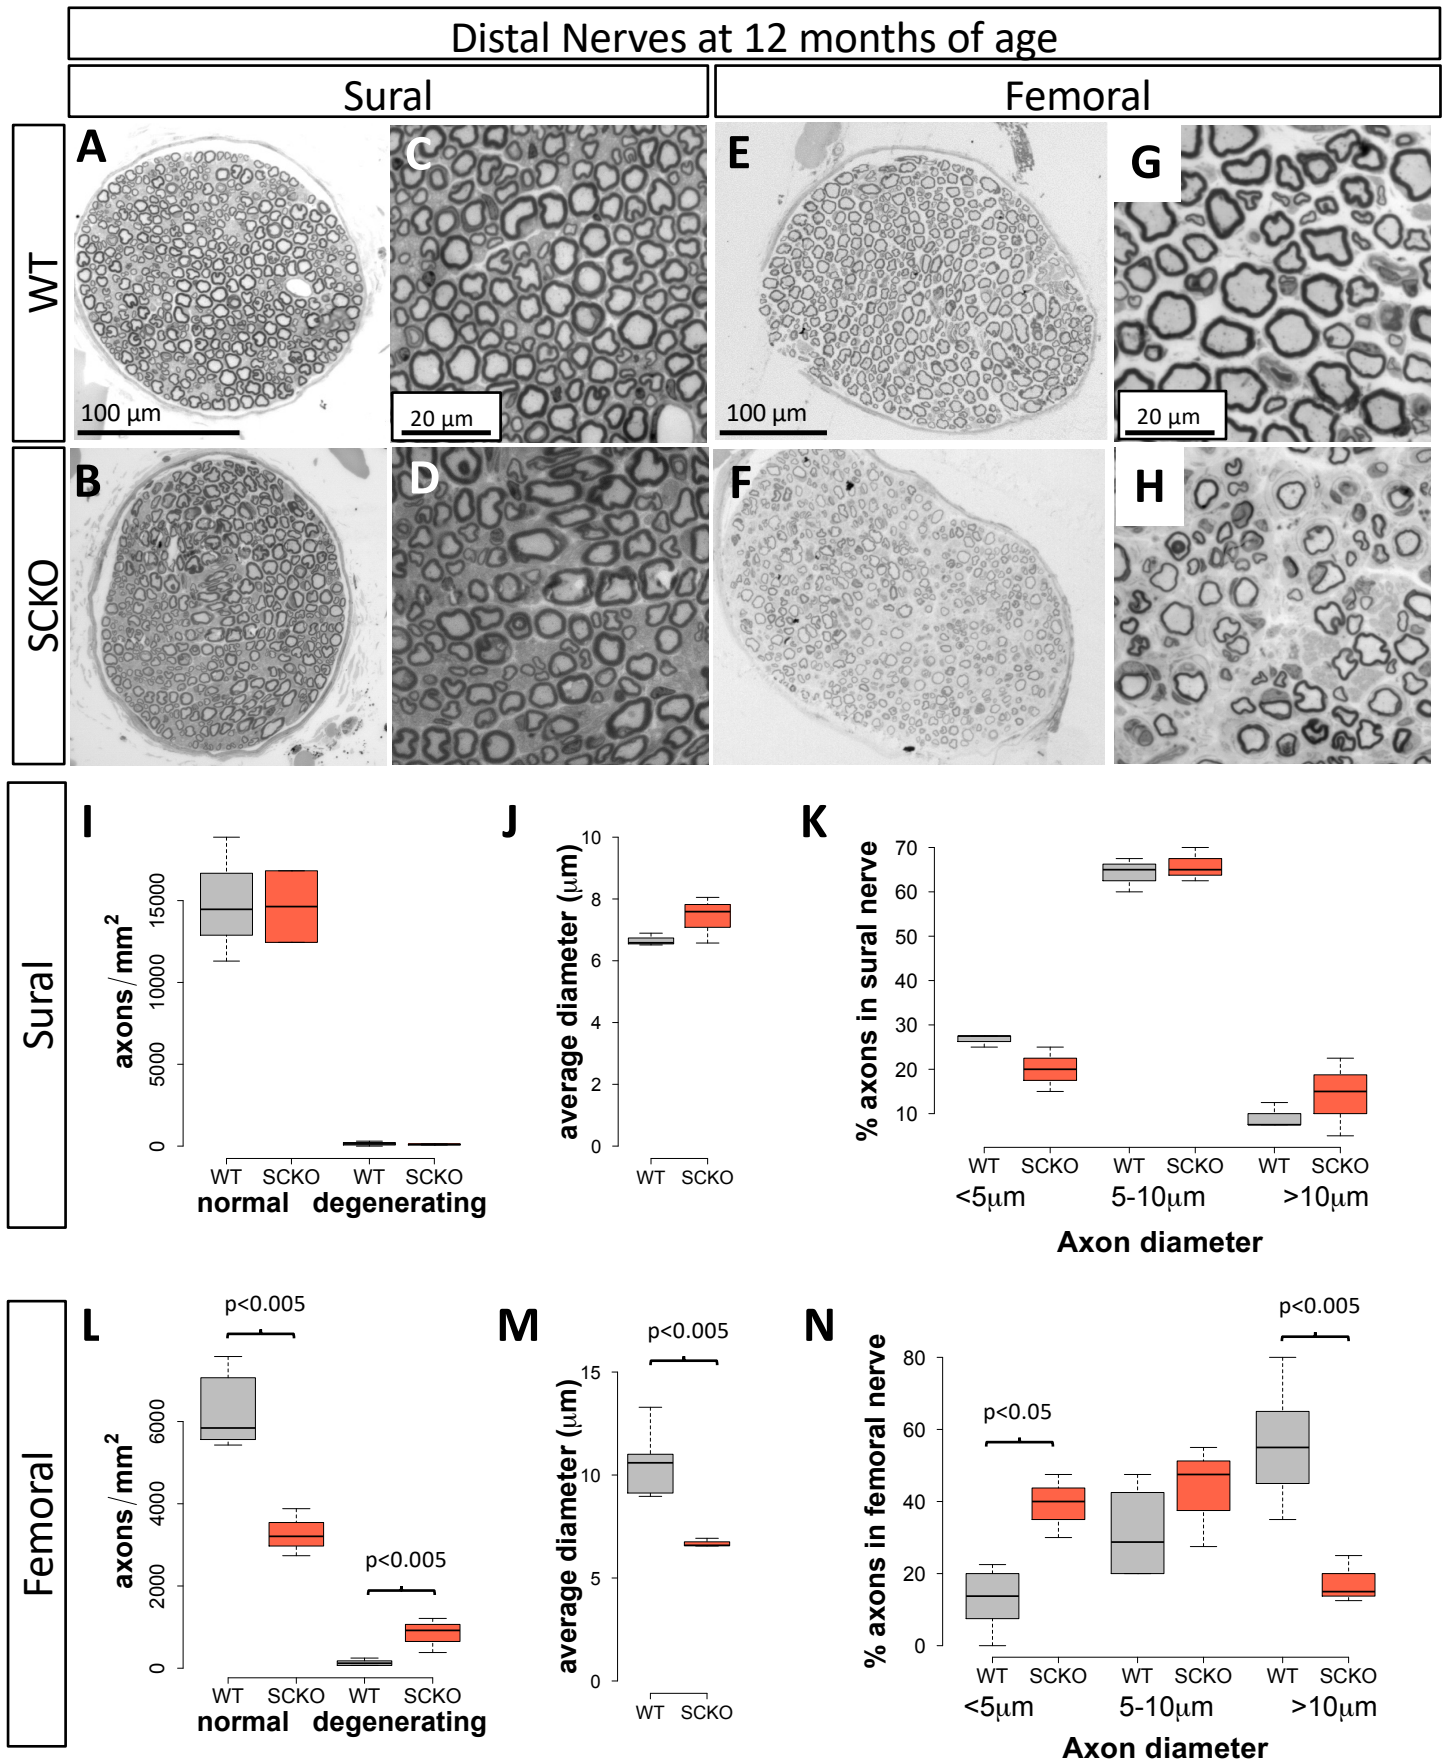 Distal Nerves at 12 months of age
Sural
Femoral
WT
SCKO
A
C
E
G
100 µm
20 µm
100 µm
20 µm
B
D
F
H
Sural
I
axons/mm²
0
5000
10000
15000
WT
SCKO
WT
SCKO
normal
degenerating
J
average diameter (µm)
0
2
4
6
8
10
WT
SCKO
K
% axons in sural nerve
10
20
30
40
50
60
70
WT
SCKO
WT
SCKO
WT
SCKO
<5µm
5-10µm
>10µm
Axon diameter
Femoral
L
p<0.005
p<0.005
axons/mm²
0
2000
4000
6000
WT
SCKO
WT
SCKO
normal
degenerating
M
p<0.005
average diameter (µm)
0
5
10
15
WT
SCKO
N
p<0.05
p<0.005
% axons in femoral nerve
0
20
40
60
80
WT
SCKO
WT
SCKO
WT
SCKO
<5µm
5-10µm
>10µm
Axon diameter